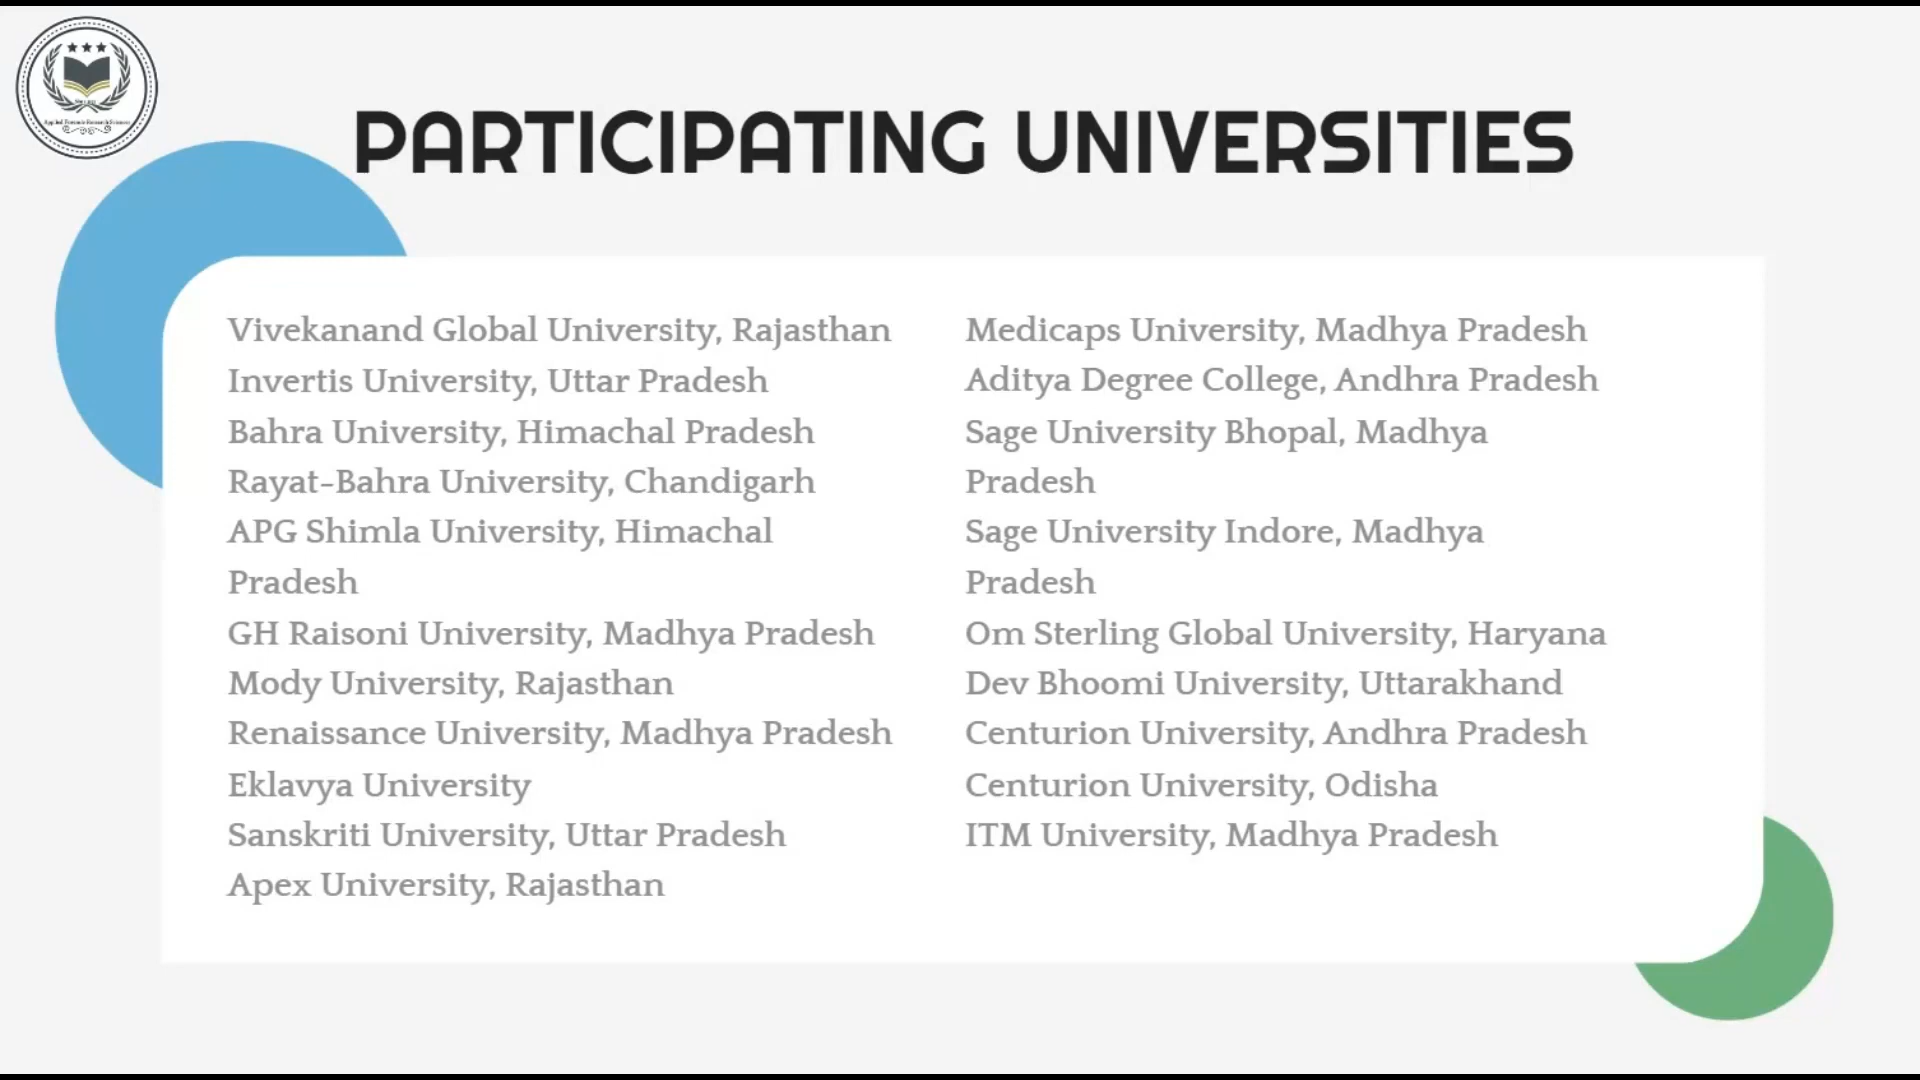 Applied Forensic Research Sciences
PARTICIPATING UNIVERSITIES
Vivekanand Global University, Rajasthan
Invertis University, Uttar Pradesh
Bahra University, Himachal Pradesh
Rayat-Bahra University, Chandigarh
APG Shimla University, Himachal
Pradesh
GH Raisoni University, Madhya Pradesh
Mody University, Rajasthan
Renaissance University, Madhya Pradesh
Eklavya University
Sanskriti University, Uttar Pradesh
Apex University, Rajasthan
Medicaps University, Madhya Pradesh
Aditya Degree College, Andhra Pradesh
Sage University Bhopal, Madhya
Pradesh
Sage University Indore, Madhya
Pradesh
Om Sterling Global University, Haryana
Dev Bhoomi University, Uttarakhand
Centurion University, Andhra Pradesh
Centurion University, Odisha
ITM University, Madhya Pradesh